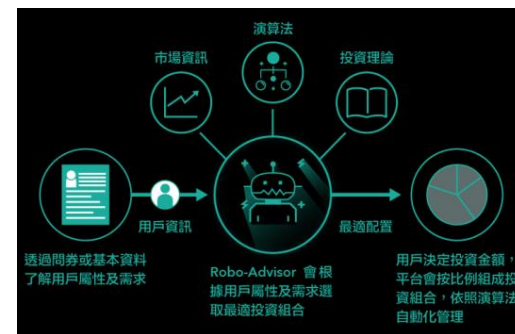 演算法
市場資訊
投資理論
用戶資訊
最適配置
透過問券或基本資料
了解用戶屬性及需求
Robo-Advisor 會根
據用戶屬性及需求選
取最適投資組合
用戶決定投資金額，
平台會按比例組成投
資組合，依照演算法
自動化管理